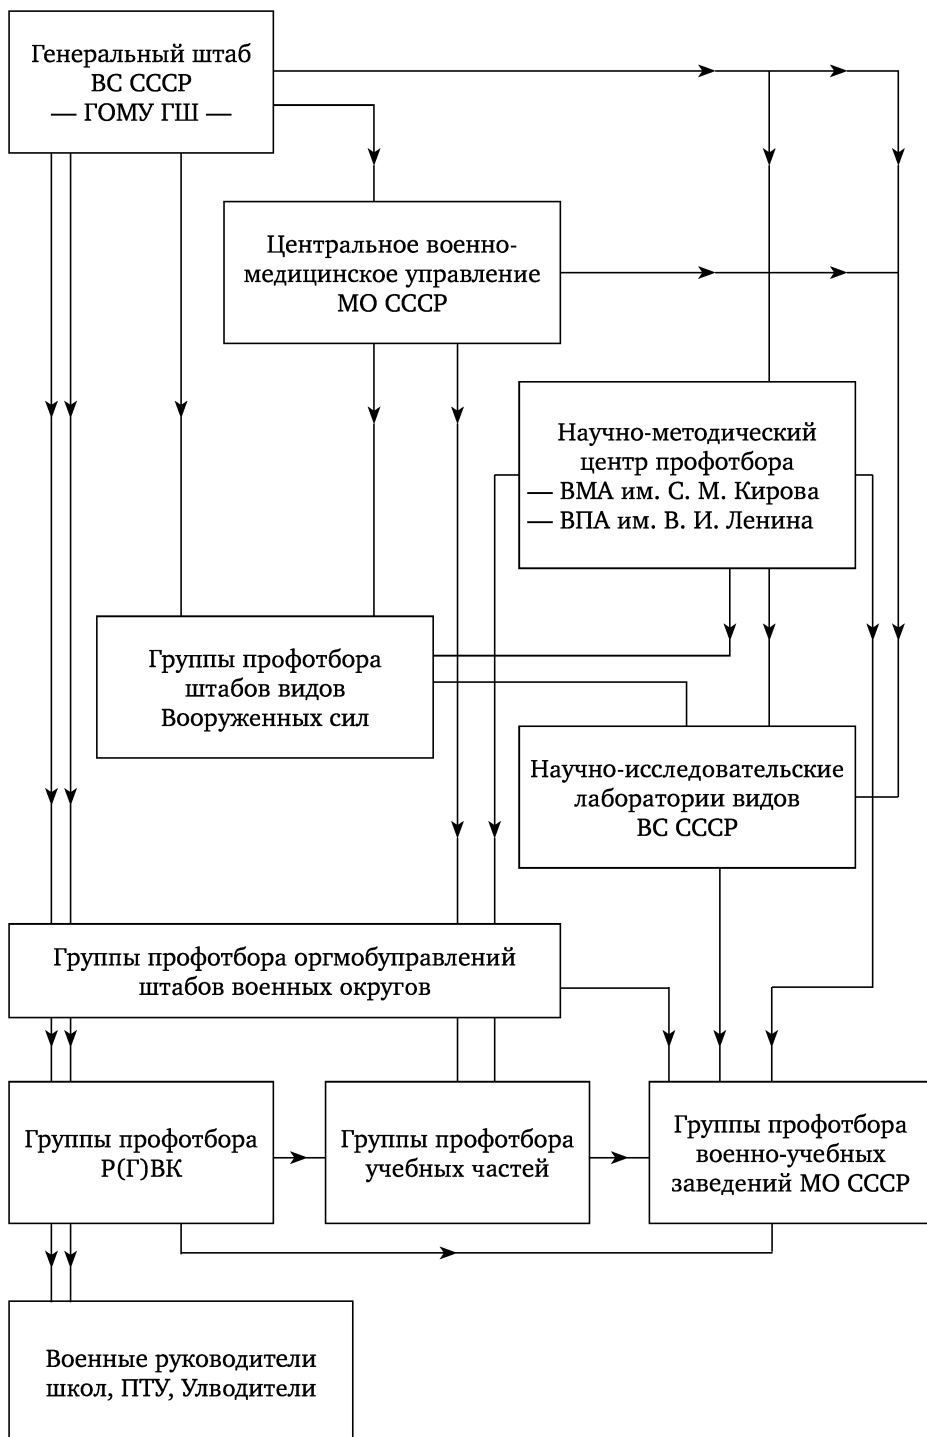 Генеральный штаб
ВС СССР
— ГОМУ ГШ —
Центральное военно-
медицинское управление
МО СССР
Научно-методический
центр профотбора
— ВМА им. С. М. Кирова
— ВПА им. В. И. Ленина
Группы профотбора
штабов видов
Вооруженных сил
Научно-исследовательские
лаборатории видов
ВС СССР
Группы профотбора оргмобуправлений
штабов военных округов
Группы профотбора
Р(Г)ВК
Группы профотбора
учебных частей
Группы профотбора
военно-учебных
заведений МО СССР
Военные руководители
школ, ПТУ, Улводители